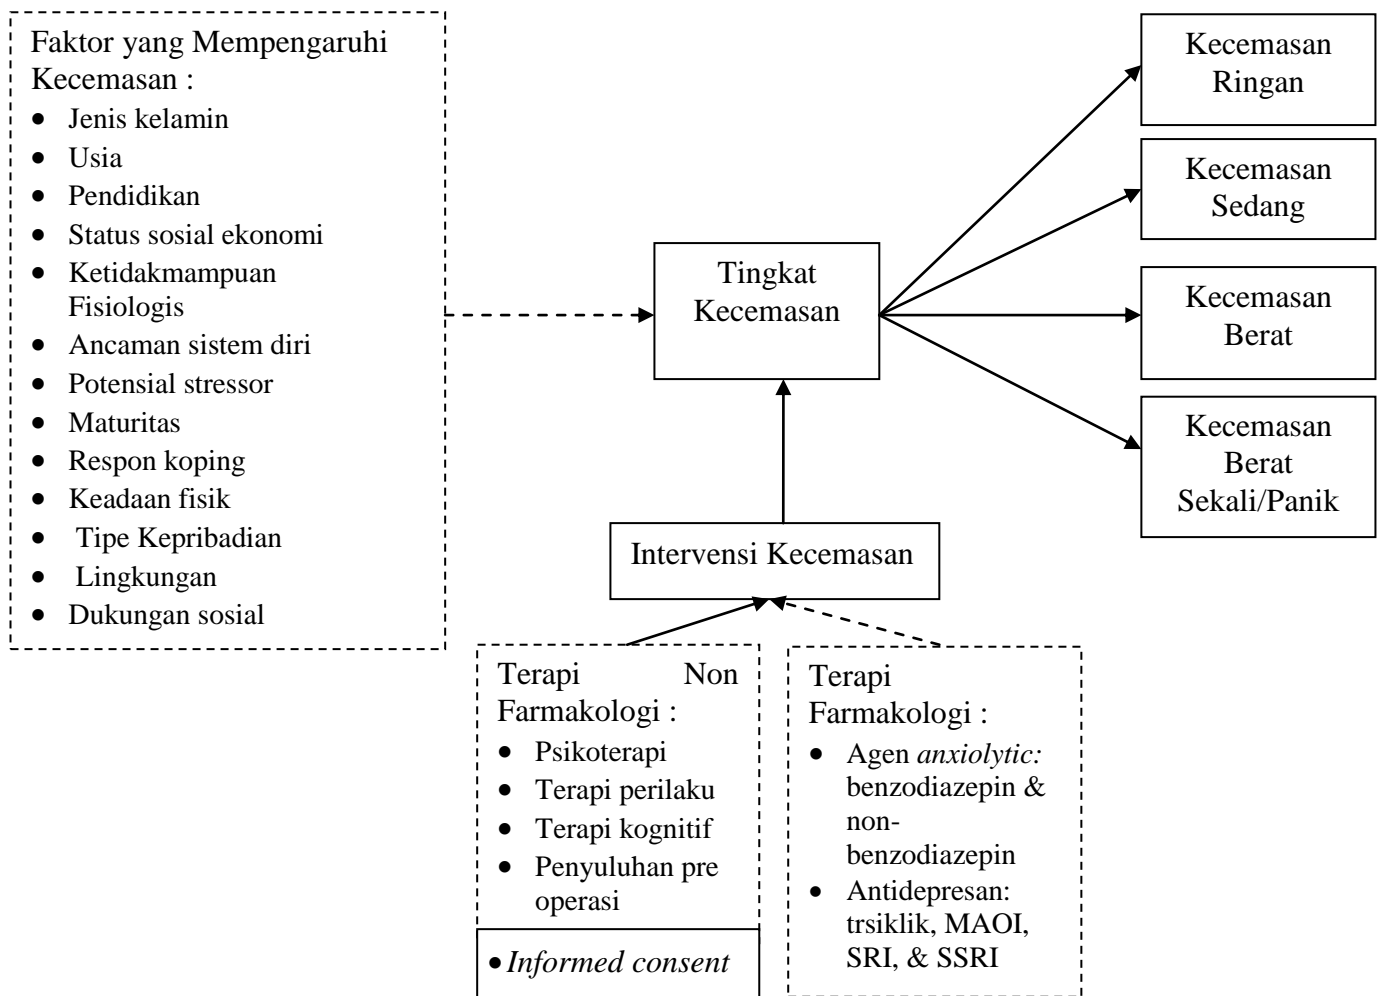 Faktor yang Mempengaruhi
Kecemasan :
• Jenis kelamin
• Usia
• Pendidikan
• Status sosial ekonomi
• Ketidakmampuan
Fisiologis
• Ancaman sistem diri
• Potensial stressor
• Maturitas
• Respon koping
• Keadaan fisik
• Tipe Kepribadian
• Lingkungan
• Dukungan sosial
Tingkat
Kecemasan
Kecemasan
Ringan
Kecemasan
Sedang
Kecemasan
Berat
Kecemasan
Berat
Sekali/Panik
Intervensi Kecemasan
Terapi Non
Farmakologi :
• Psikoterapi
• Terapi perilaku
• Terapi kognitif
• Penyuluhan pre
operasi
• Informed consent
Terapi
Farmakologi :
• Agen anxiolytic:
benzodiazepin &
non-
benzodiazepin
• Antidepresan:
trsiklik, MAOI,
SRI, & SSRI